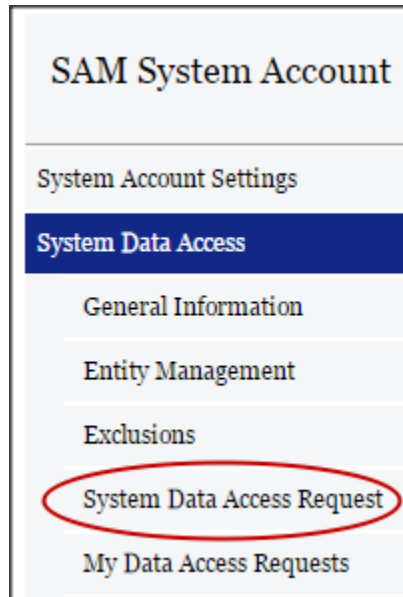 SAM System Account
System Account Settings
System Data Access
General Information
Entity Management
Exclusions
System Data Access Request
My Data Access Requests